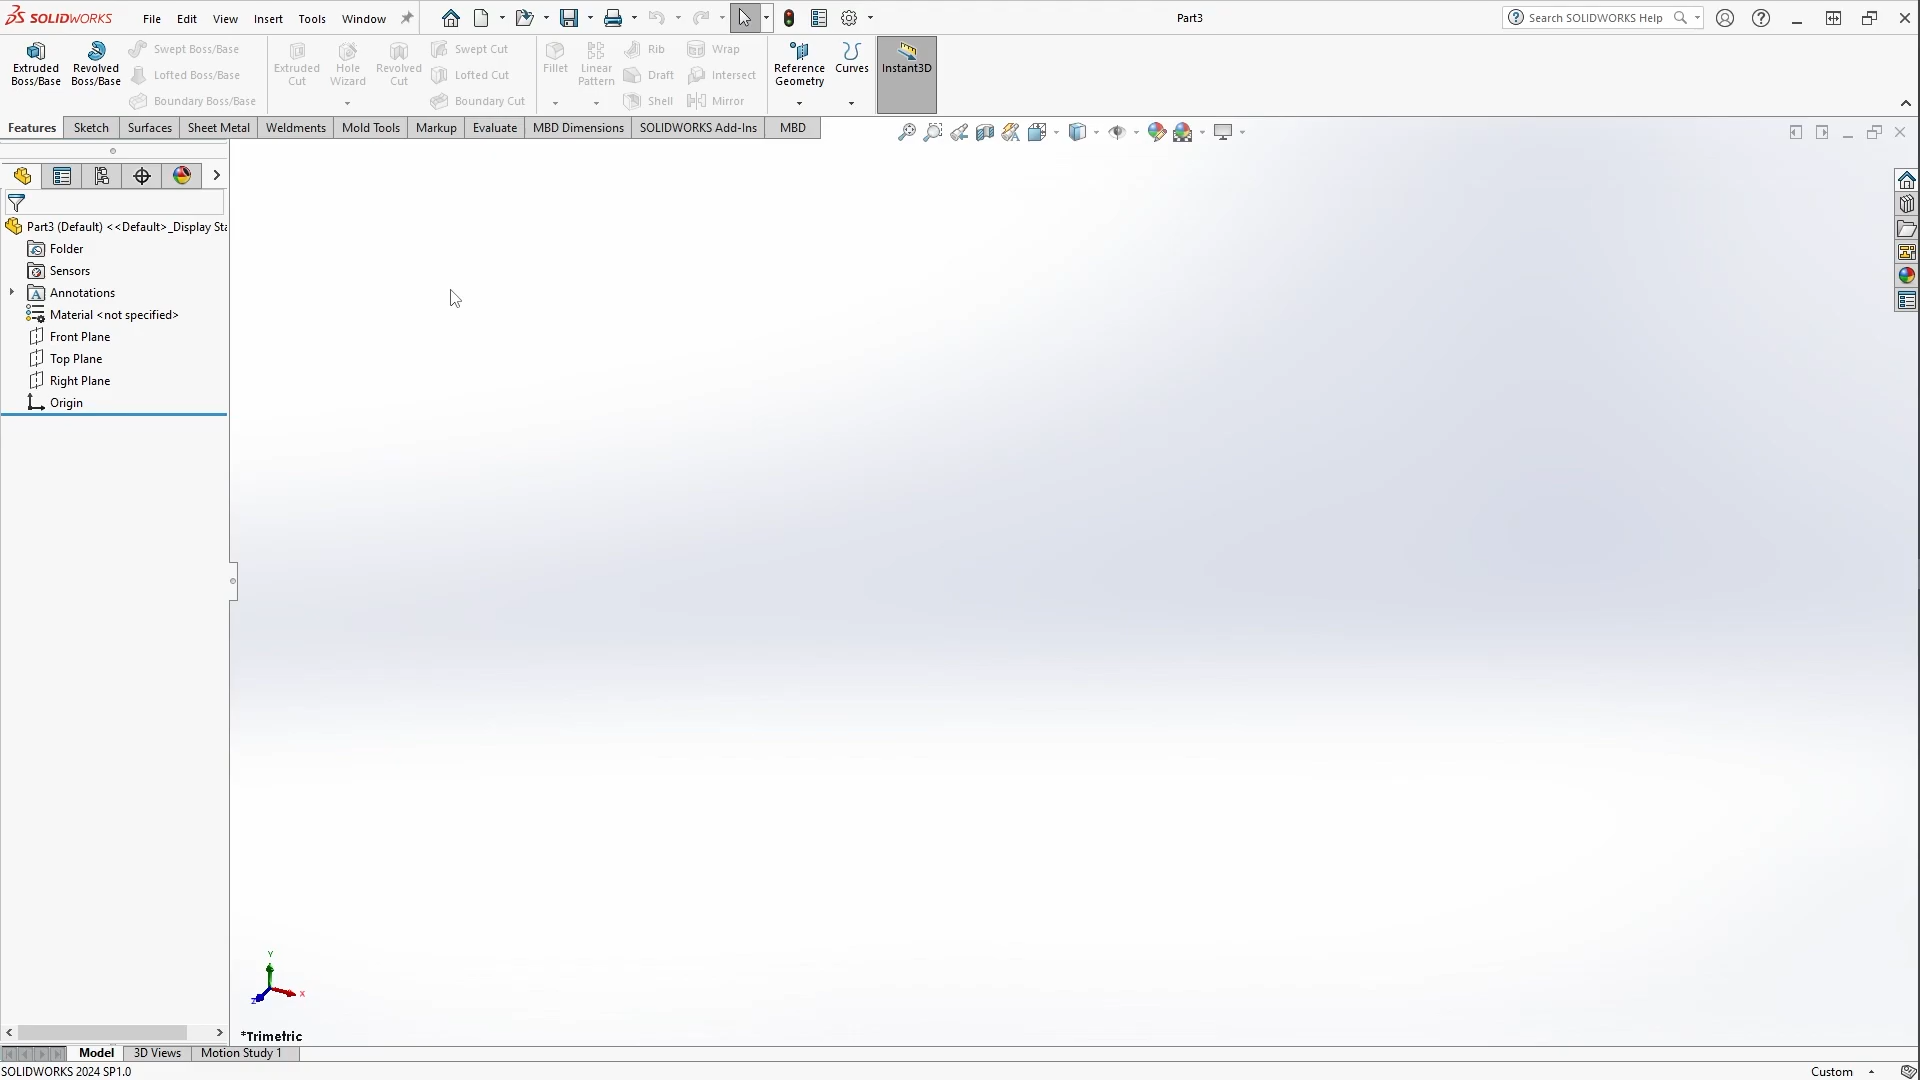 SOLIDWORKS File Edit View Insert Tools Window Part3 Search SOLIDWORKS Help
Extruded Boss/Base
Revolved Boss/Base
Swept Boss/Base
Lofted Boss/Base
Boundary Boss/Base
Extruded Cut
Hole Wizard
Revolved Cut
Swept Cut
Lofted Cut
Boundary Cut
Fillet
Linear Pattern
Rib
Draft
Shell
Wrap
Intersect
Mirror
Reference Geometry
Curves
Instant3D
Features Sketch Surfaces Sheet Metal Weldments Mold Tools Markup Evaluate MBD Dimensions SOLIDWORKS Add-Ins MBD
Part3 (Default) <<Default>_Display Sta
Folder
Sensors
Annotations
Material <not specified>
Front Plane
Top Plane
Right Plane
Origin
Y
X
Z
*Trimetric
Model 3D Views Motion Study 1
SOLIDWORKS 2024 SP1.0 Custom